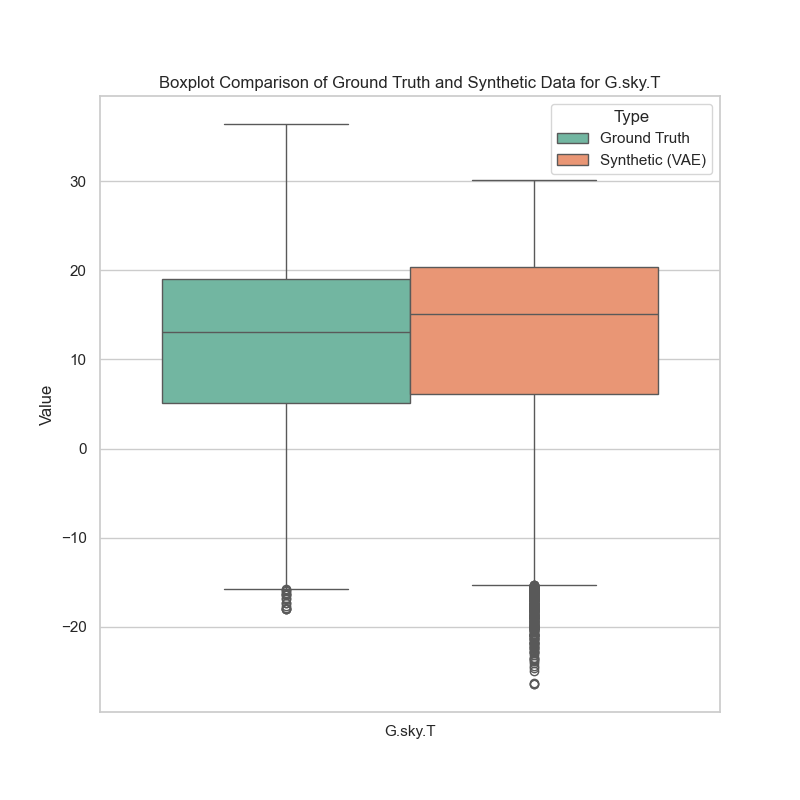 Boxplot Comparison of Ground Truth and Synthetic Data for G.sky.T
Type
Ground Truth
Synthetic (VAE)
30
20
10
0
−10
−20
Value
G.sky.T